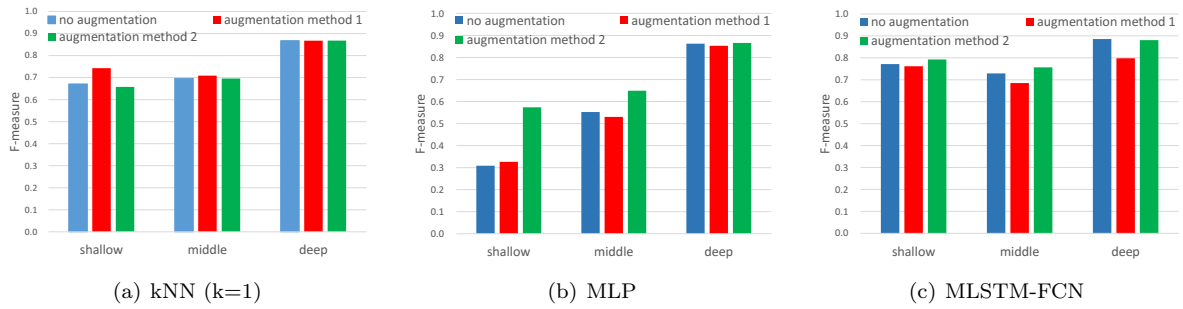 no augmentation augmentation method 1
augmentation method 2
1.0
0.9
0.8
0.7
0.6
0.5
0.4
0.3
0.2
0.1
0.0
F-measure
shallow middle deep
(a) kNN (k=1)
no augmentation augmentation method 1
augmentation method 2
1.0
0.9
0.8
0.7
0.6
0.5
0.4
0.3
0.2
0.1
0.0
F-measure
shallow middle deep
(b) MLP
no augmentation augmentation method 1
augmentation method 2
1.0
0.9
0.8
0.7
0.6
0.5
0.4
0.3
0.2
0.1
0.0
F-measure
shallow middle deep
(c) MLSTM-FCN